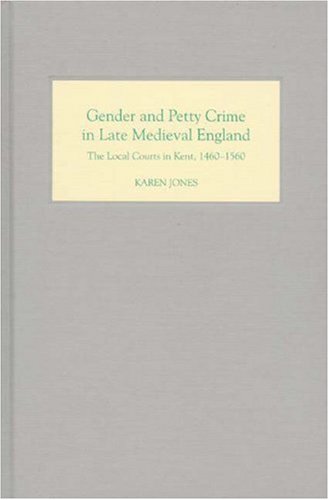 Gender and Petty Crime
in Late Medieval England
The Local Courts in Kent, 1460–1560
KAREN JONES